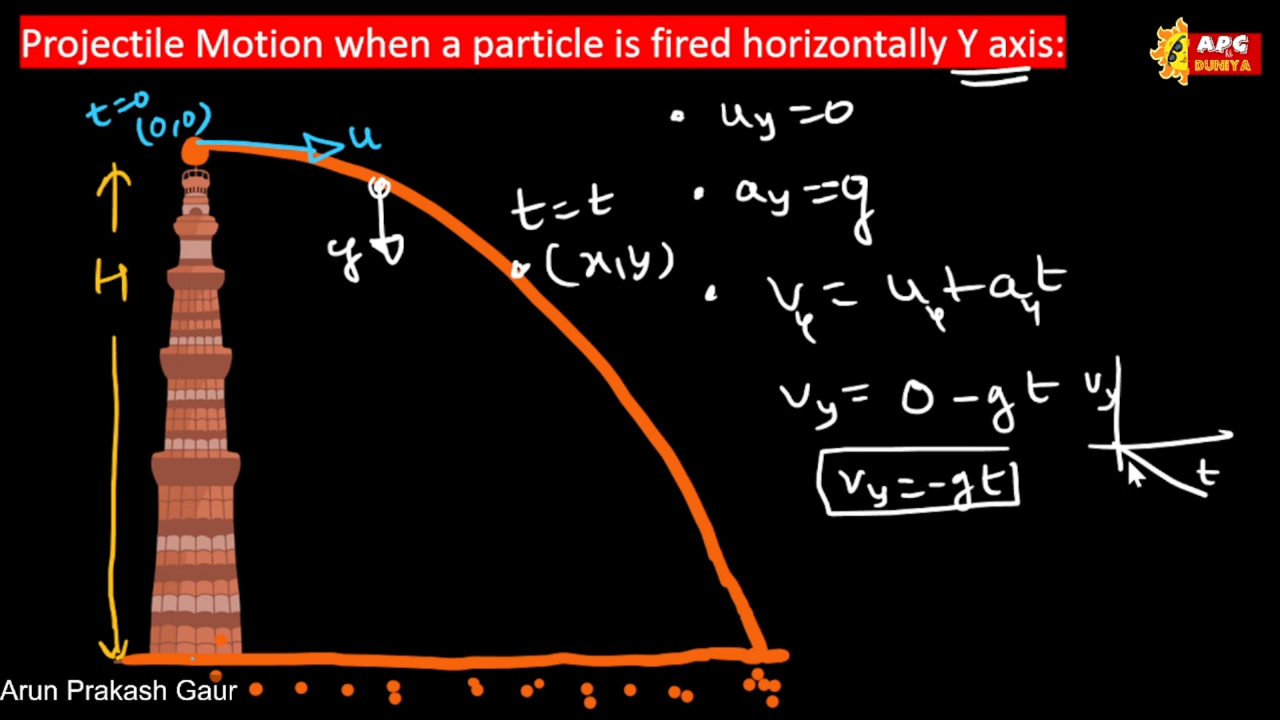 Projectile Motion when a particle is fired horizontally Y axis:
APG
DUNIYA
t=0
(0,0)
u
H
y
t=t
(x,y)
• uy=0
• ay=g
• vy= uy+ayt
vy= 0-gt
vy=-gt
vy
t
Arun Prakash Gaur